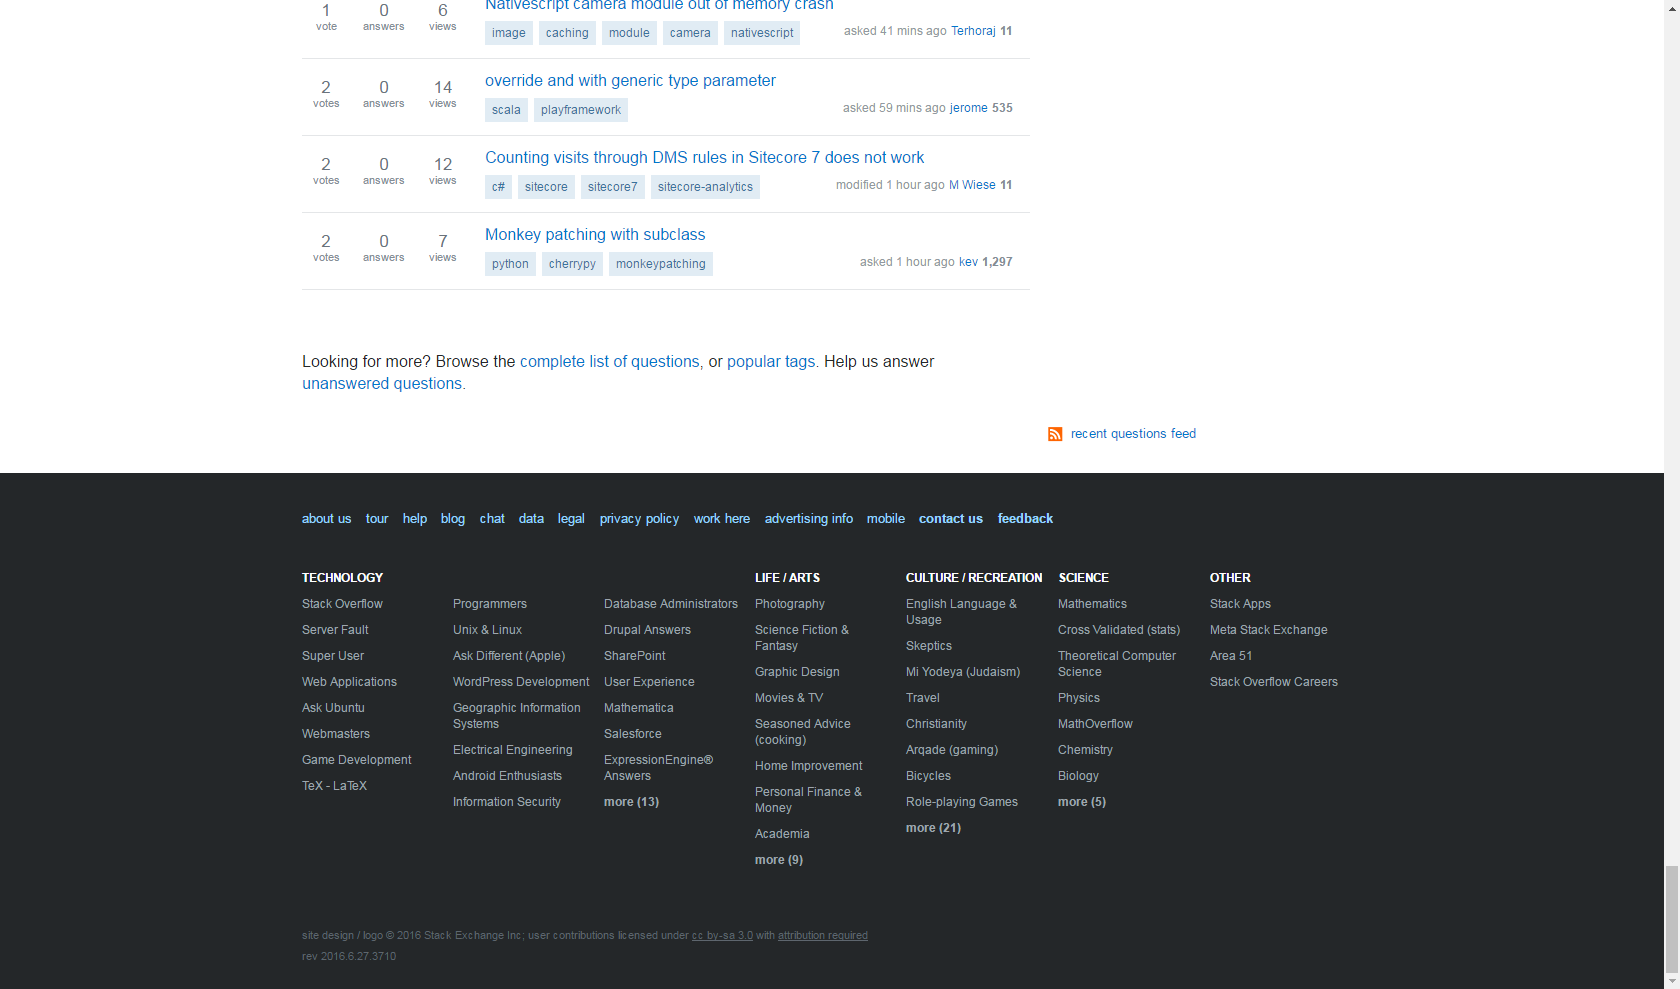 Nativescript camera module out of memory crash
1 0 6
vote answers views
image caching module camera nativescript
asked 41 mins ago Terhoraj 11
override and with generic type parameter
2 0 14
votes answers views
scala playframework
asked 59 mins ago jerome 535
Counting visits through DMS rules in Sitecore 7 does not work
2 0 12
votes answers views
c# sitecore sitecore7 sitecore-analytics
modified 1 hour ago M Wiese 11
Monkey patching with subclass
2 0 7
votes answers views
python cherrypy monkeypatching
asked 1 hour ago kev 1,297
Looking for more? Browse the complete list of questions, or popular tags. Help us answer
unanswered questions.
recent questions feed
about us tour help blog chat data legal privacy policy work here advertising info mobile contact us feedback
TECHNOLOGY
Stack Overflow
Server Fault
Super User
Web Applications
Ask Ubuntu
Webmasters
Game Development
TeX - LaTeX
Programmers
Unix & Linux
Ask Different (Apple)
WordPress Development
Geographic Information
Systems
Electrical Engineering
Android Enthusiasts
Information Security
Database Administrators
Drupal Answers
SharePoint
User Experience
Mathematica
Salesforce
ExpressionEngine®
Answers
more (13)
LIFE / ARTS
Photography
Science Fiction &
Fantasy
Graphic Design
Movies & TV
Seasoned Advice
(cooking)
Home Improvement
Personal Finance &
Money
Academia
more (9)
CULTURE / RECREATION
English Language &
Usage
Skeptics
Mi Yodeya (Judaism)
Travel
Christianity
Arqade (gaming)
Bicycles
Role-playing Games
more (21)
SCIENCE
Mathematics
Cross Validated (stats)
Theoretical Computer
Science
Physics
MathOverflow
Chemistry
Biology
more (5)
OTHER
Stack Apps
Meta Stack Exchange
Area 51
Stack Overflow Careers
site design / logo © 2016 Stack Exchange Inc; user contributions licensed under cc by-sa 3.0 with attribution required
rev 2016.6.27.3710